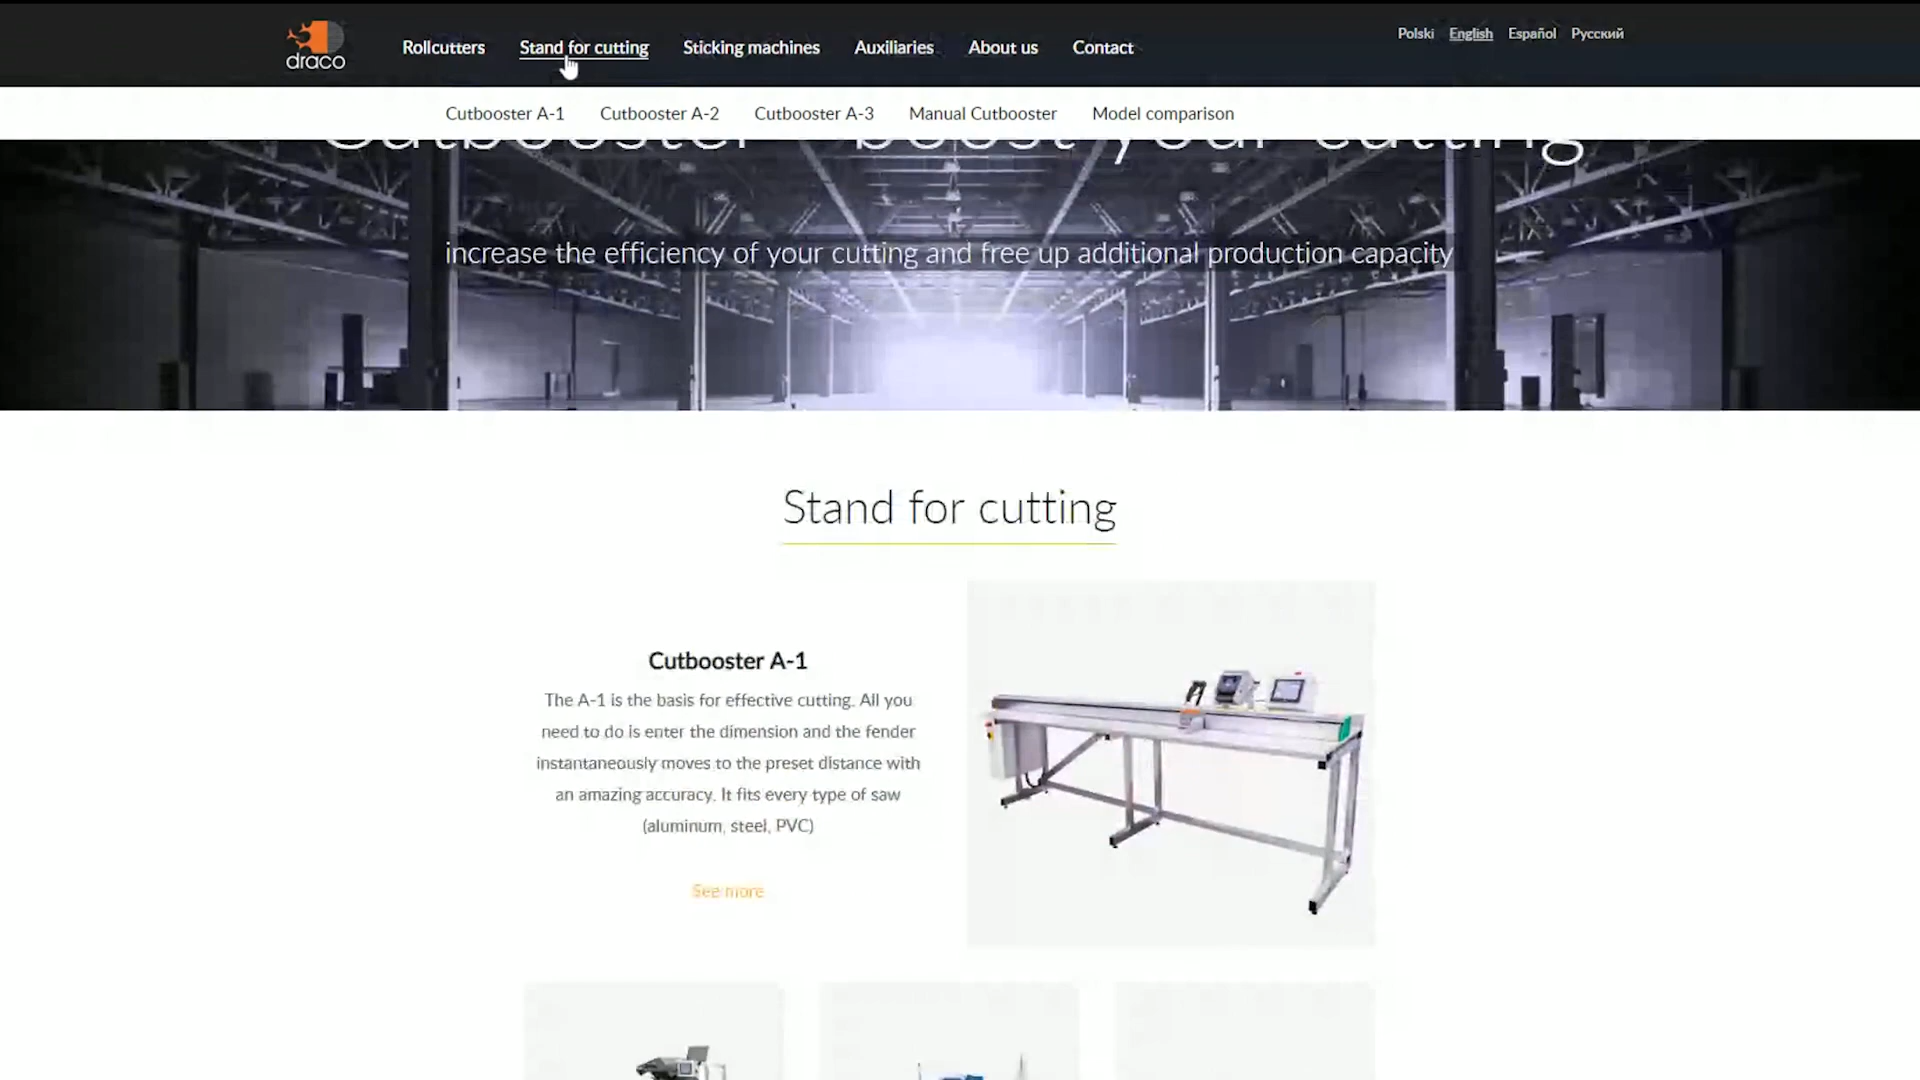 draco
Rollcutters Stand for cutting Sticking machines Auxiliaries About us Contact
Polski English Español Русский
Cutbooster A-1 Cutbooster A-2 Cutbooster A-3 Manual Cutbooster Model comparison
Cutbooster - boost your cutting
increase the efficiency of your cutting and free up additional production capacity
Stand for cutting
Cutbooster A-1
The A-1 is the basis for effective cutting. All you
need to do is enter the dimension and the fender
instantaneously moves to the preset distance with
an amazing accuracy. It fits every type of saw
(aluminum, steel, PVC)
See more